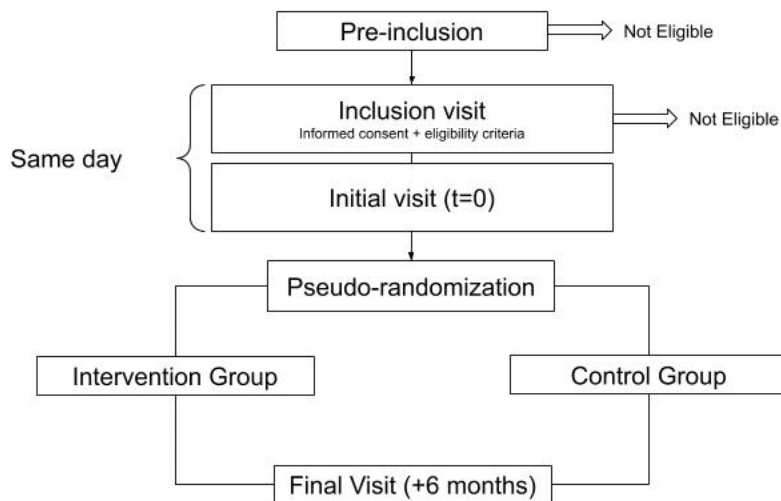 Pre-inclusion
Not Eligible
Inclusion visit
Informed consent + eligibility criteria
Not Eligible
Same day
Initial visit (t=0)
Pseudo-randomization
Intervention Group
Control Group
Final Visit (+6 months)